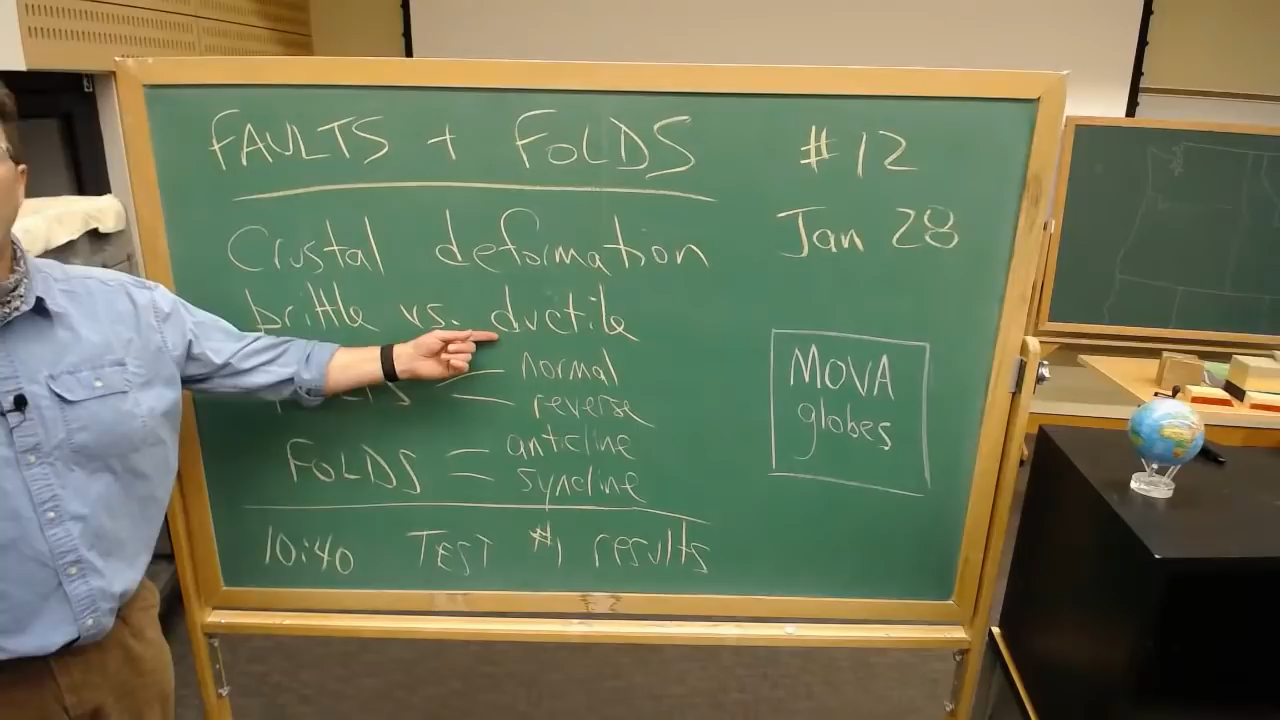 FAULTS + FOLDS
#12
Crustal deformation
Jan 28
brittle vs. ductile
normal
reverse
FOLDS
anticline
syncline
MOVA
globes
10:40 TEST #1 results